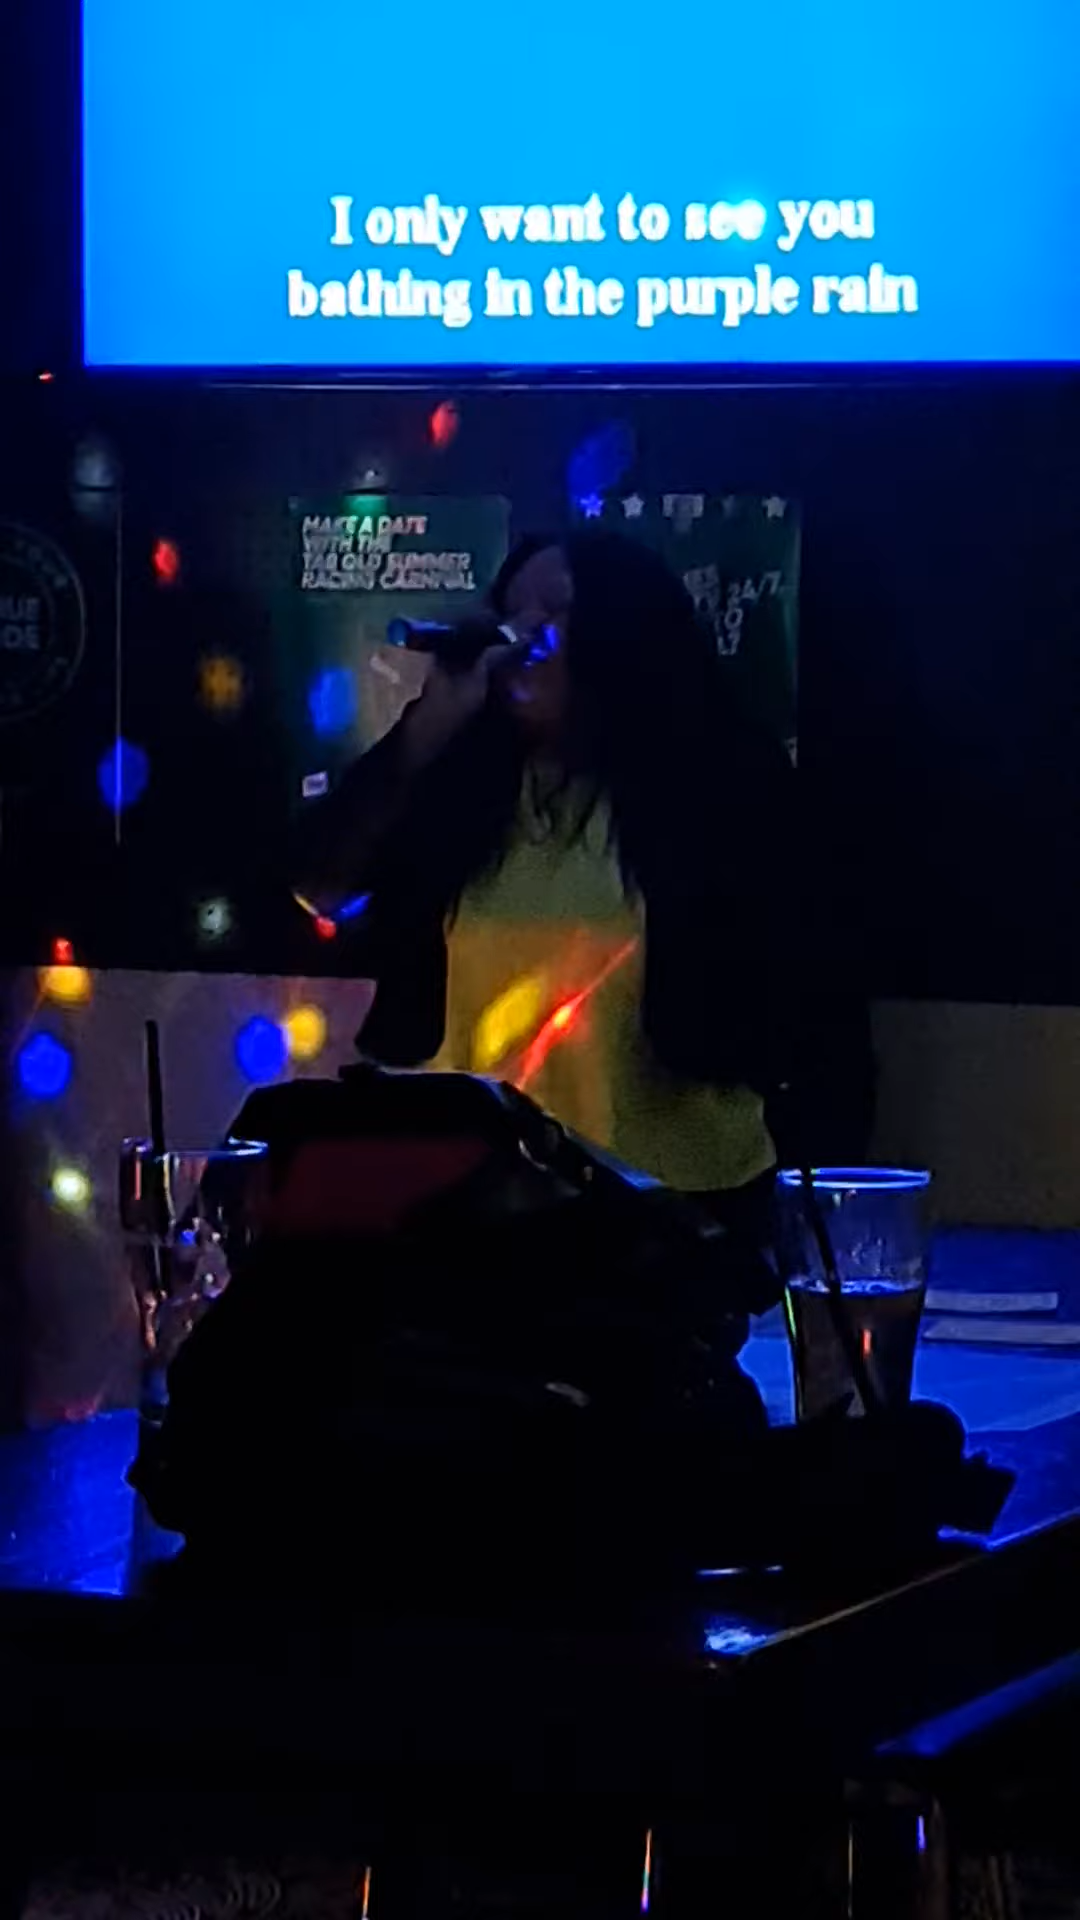 I only want to see you
bathing in the purple rain
MAKE A DATE
WITH THE
TAB QLD SUMMER
RACING CARNIVAL
24/7